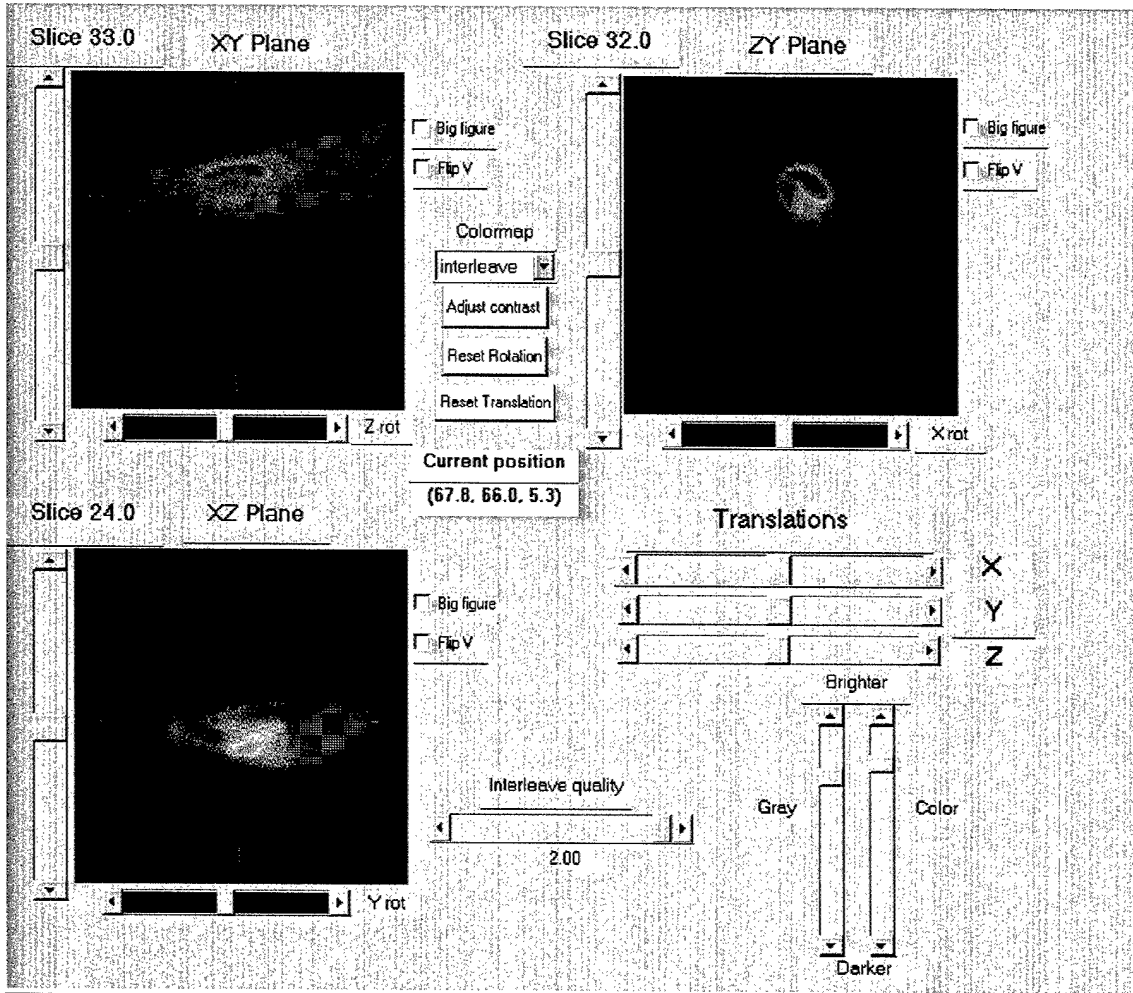 Slice 33.0
XY Plane
Slice 32.0
ZY Plane
Big figure
Flip V
Big figure
Flip V
Colormap
interleave
Adjust contrast
Reset Rotation
Reset Translation
Z rot
X rot
Current position
(67.8, 66.0, 5.3)
Slice 24.0
XZ Plane
Translations
X
Y
Z
Big figure
Flip V
Brighter
Interleave quality
2.00
Gray
Color
Y rot
Darker